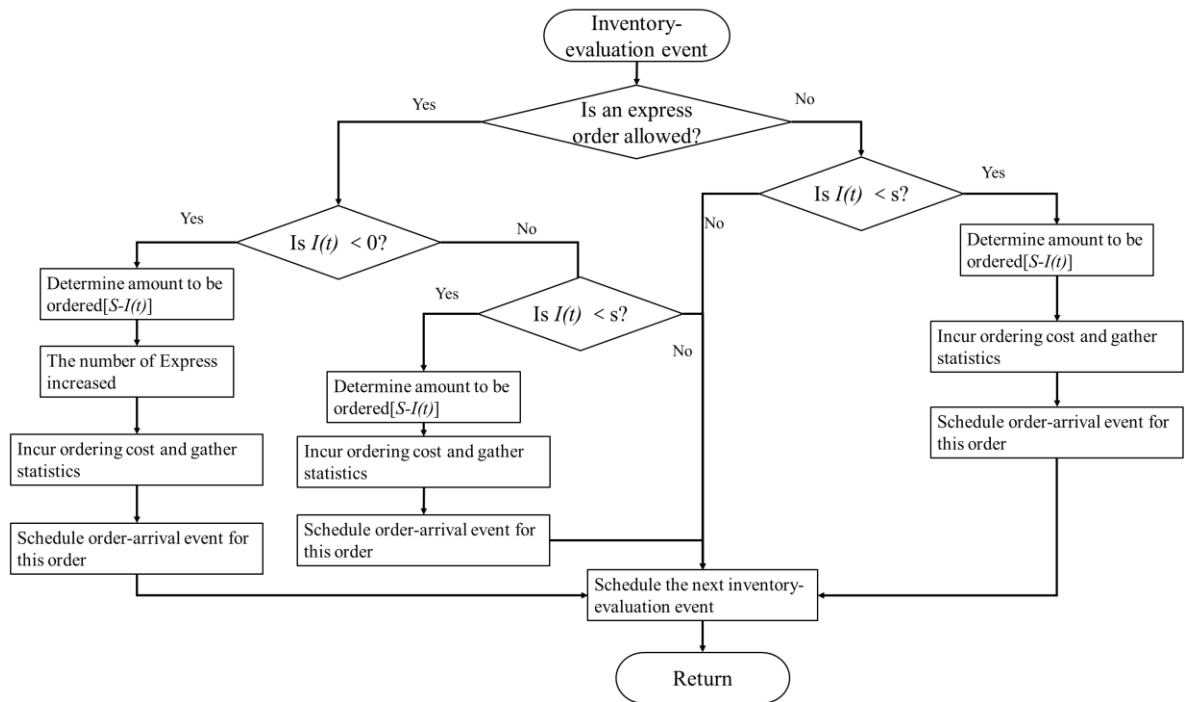 Inventory-
evaluation event
Yes
No
Is an express
order allowed?
Yes
Is I(t) < s?
No
Yes
Is I(t) < 0?
No
Determine amount to be
ordered[S-I(t)]
Determine amount to be
ordered[S-I(t)]
Yes
Is I(t) < s?
No
Incur ordering cost and gather
statistics
The number of Express
increased
Determine amount to be
ordered[S-I(t)]
Schedule order-arrival event for
this order
Incur ordering cost and gather
statistics
Incur ordering cost and gather
statistics
Schedule order-arrival event for
this order
Schedule order-arrival event for
this order
Schedule the next inventory-
evaluation event
Return